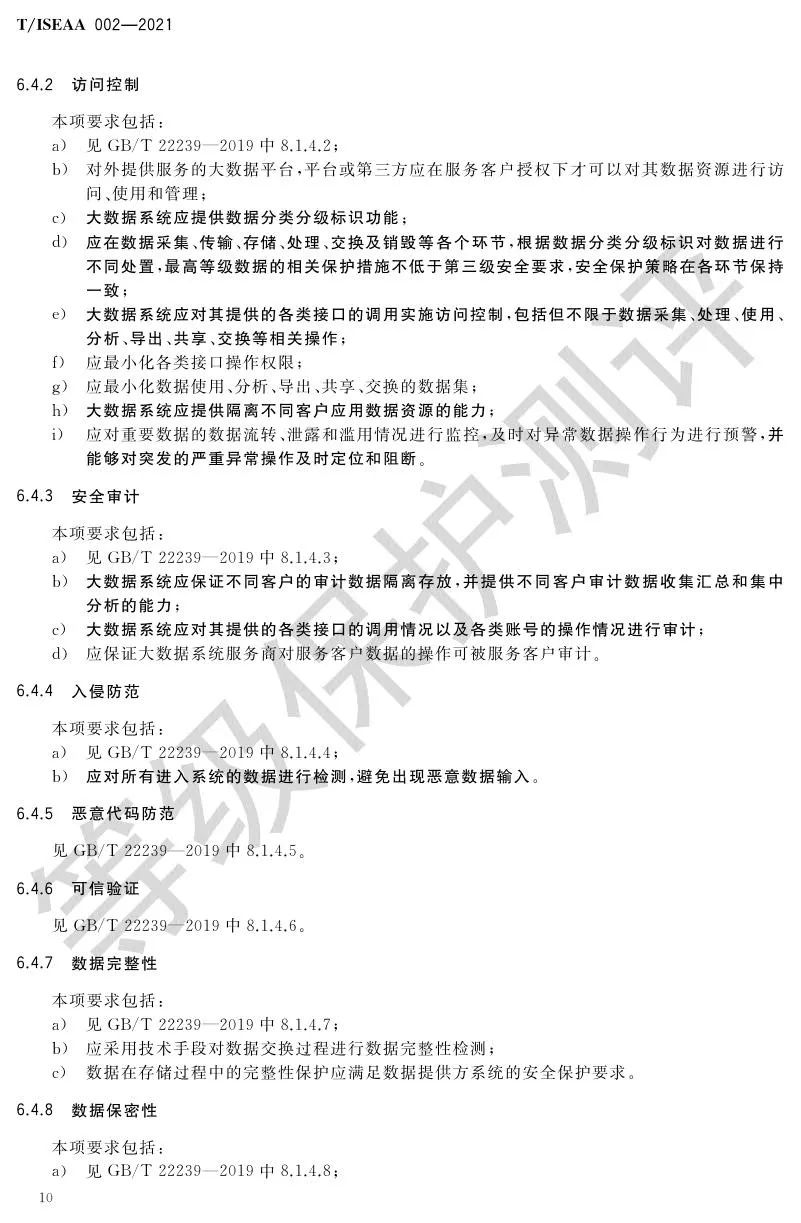 T/ISEAA 002—2021
6.4.2 访问控制
本项要求包括：
a) 见 GB/T 22239—2019 中 8.1.4.2；
b) 对外提供服务的大数据平台，平台或第三方应在服务客户授权下才可以对其数据资源进行访
问、使用和管理；
c) 大数据系统应提供数据分类分级标识功能；
d) 应在数据采集、传输、存储、处理、交换及销毁等各个环节，根据数据分类分级标识对数据进行
不同处置，最高等级数据的相关保护措施不低于第三级安全要求，安全保护策略在各环节保持
一致；
e) 大数据系统应对其提供的各类接口的调用实施访问控制，包括但不限于数据采集、处理、使用、
分析、导出、共享、交换等相关操作；
f) 应最小化各类接口操作权限；
g) 应最小化数据使用、分析、导出、共享、交换的数据集；
h) 大数据系统应提供隔离不同客户应用数据资源的能力；
i) 应对重要数据的数据流转、泄露和滥用情况进行监控，及时对异常数据操作行为进行预警，并
能够对突发的严重异常操作及时定位和阻断。
6.4.3 安全审计
本项要求包括：
a) 见 GB/T 22239—2019 中 8.1.4.3；
b) 大数据系统应保证不同客户的审计数据隔离存放，并提供不同客户审计数据收集汇总和集中
分析的能力；
c) 大数据系统应对其提供的各类接口的调用情况以及各类账号的操作情况进行审计；
d) 应保证大数据系统服务商对服务客户数据的操作可被服务客户审计。
6.4.4 入侵防范
本项要求包括：
a) 见 GB/T 22239—2019 中 8.1.4.4；
b) 应对所有进入系统的数据进行检测，避免出现恶意数据输入。
6.4.5 恶意代码防范
见 GB/T 22239—2019 中 8.1.4.5。
6.4.6 可信验证
见 GB/T 22239—2019 中 8.1.4.6。
6.4.7 数据完整性
本项要求包括：
a) 见 GB/T 22239—2019 中 8.1.4.7；
b) 应采用技术手段对数据交换过程进行数据完整性检测；
c) 数据在存储过程中的完整性保护应满足数据提供方系统的安全保护要求。
6.4.8 数据保密性
本项要求包括：
a) 见 GB/T 22239—2019 中 8.1.4.8；
10
等级保护测评